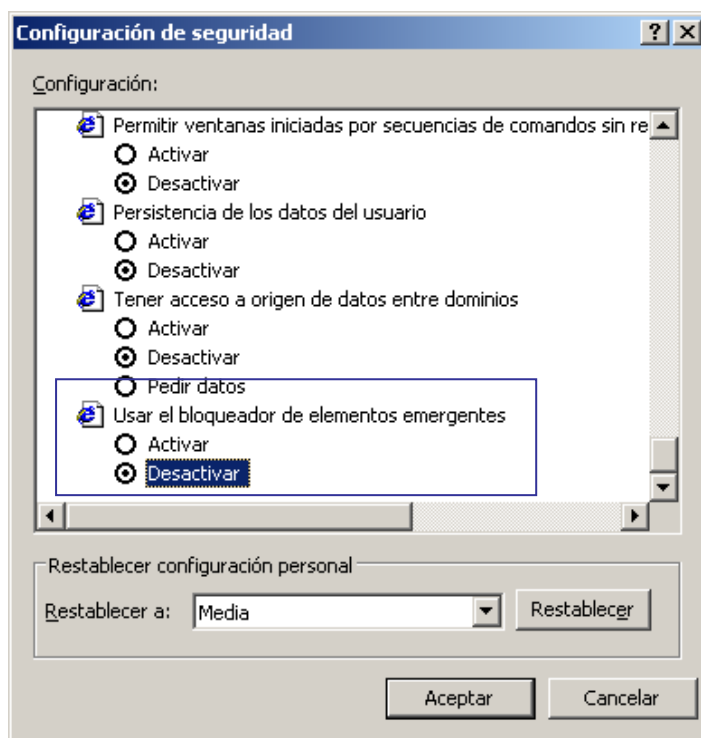 Configuración de seguridad
Configuración:
Permitir ventanas iniciadas por secuencias de comandos sin re
Activar
Desactivar
Persistencia de los datos del usuario
Activar
Desactivar
Tener acceso a origen de datos entre dominios
Activar
Desactivar
Pedir datos
Usar el bloqueador de elementos emergentes
Activar
Desactivar
Restablecer configuración personal
Restablecer a: Media Restablecer
Aceptar Cancelar